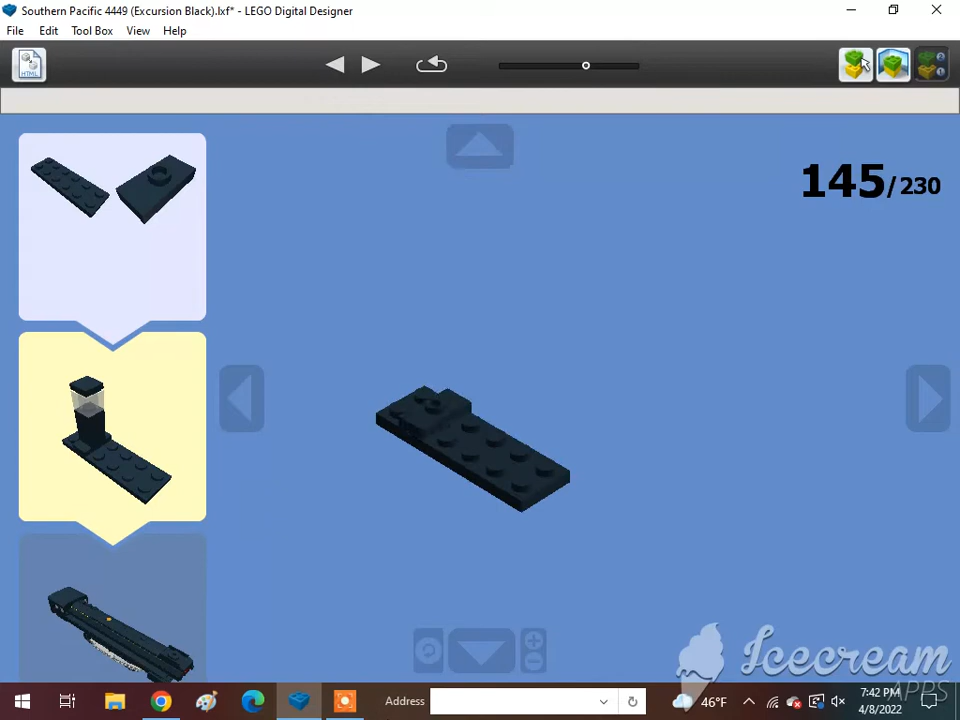 Southern Pacific 4449 (Excursion Black).lxf* - LEGO Digital Designer
File Edit Tool Box View Help
HTML
145/230
Icecream
APPS
Address
46°F
7:42 PM
4/8/2022